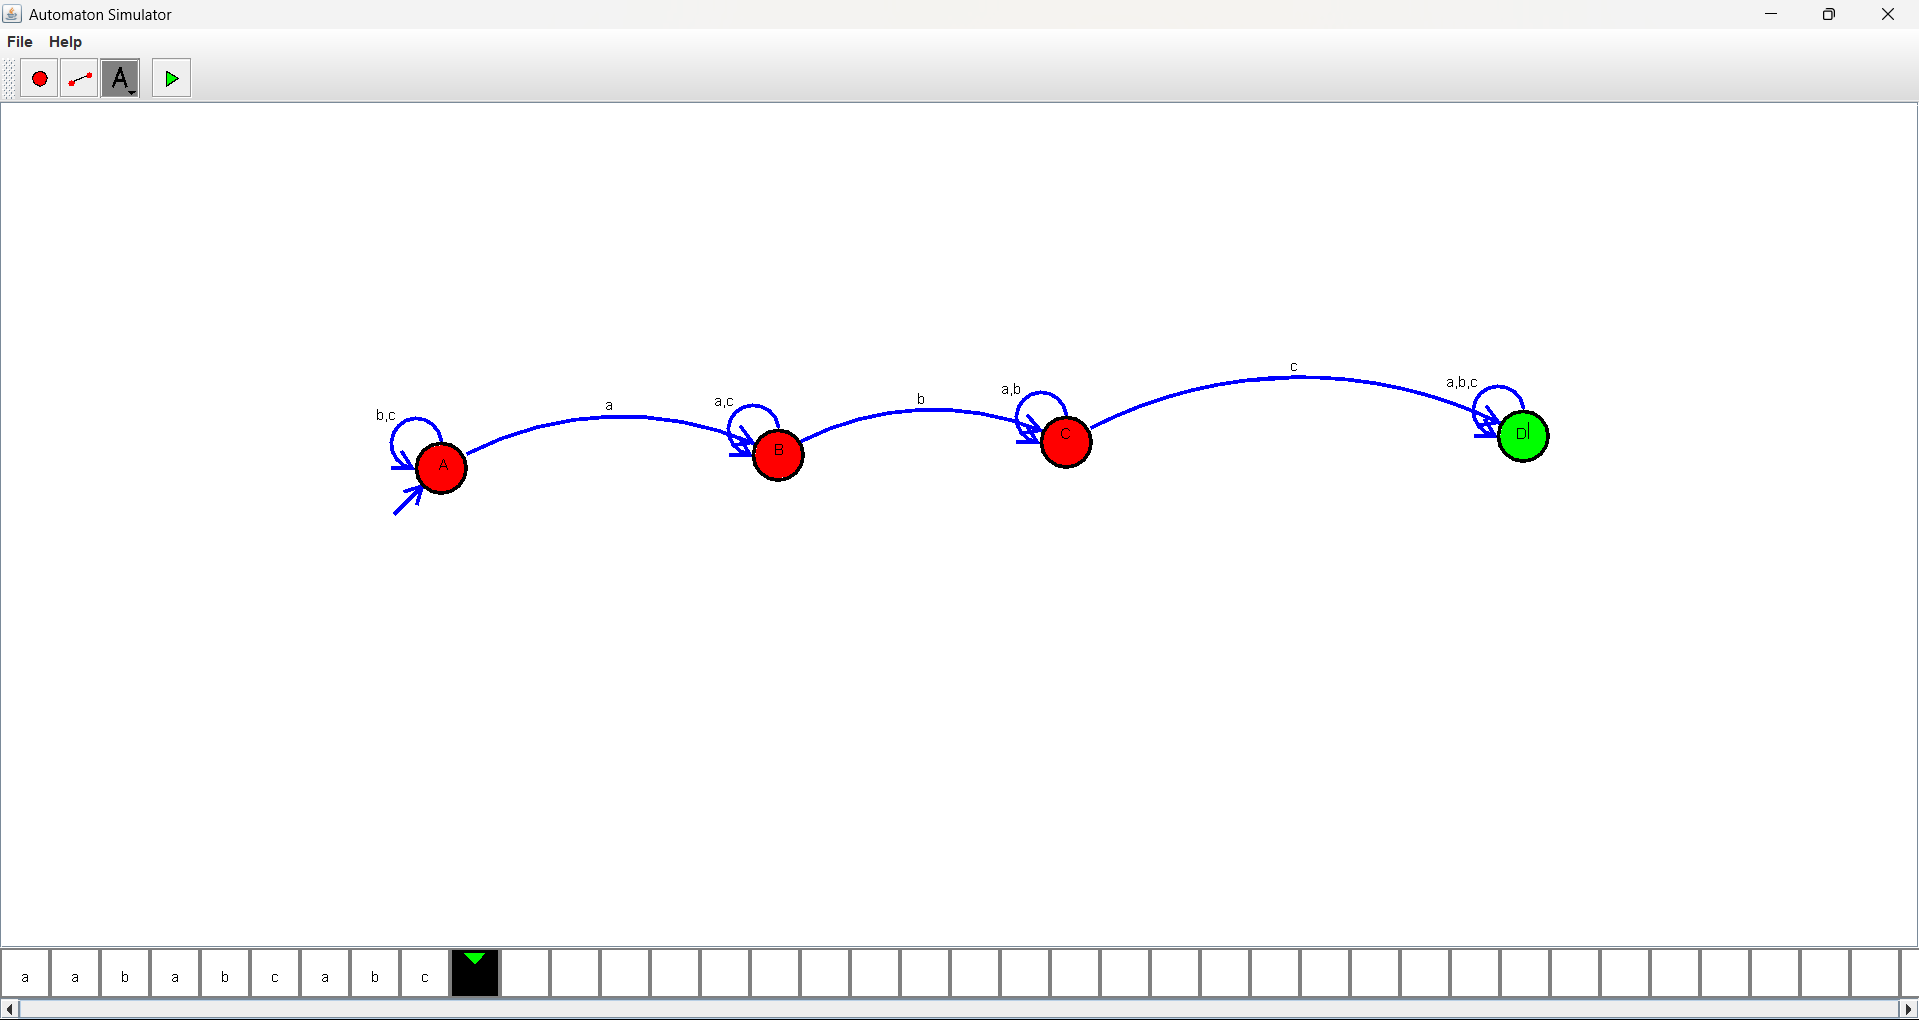 Automaton Simulator
File Help
A
c
a,b,c
a,b
b
a,c
a
b,c
A
B
C
D
a a b a b c a b c